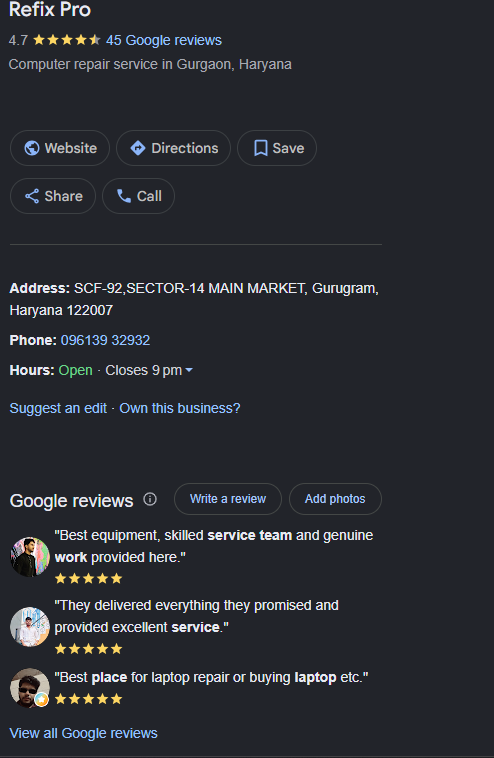 Refix Pro
4.7 45 Google reviews
Computer repair service in Gurgaon, Haryana
Website Directions Save
Share Call
Address: SCF-92,SECTOR-14 MAIN MARKET, Gurugram,
Haryana 122007
Phone: 096139 32932
Hours: Open · Closes 9 pm
Suggest an edit · Own this business?
Google reviews Write a review Add photos
"Best equipment, skilled service team and genuine
work provided here."
"They delivered everything they promised and
provided excellent service."
"Best place for laptop repair or buying laptop etc."
View all Google reviews